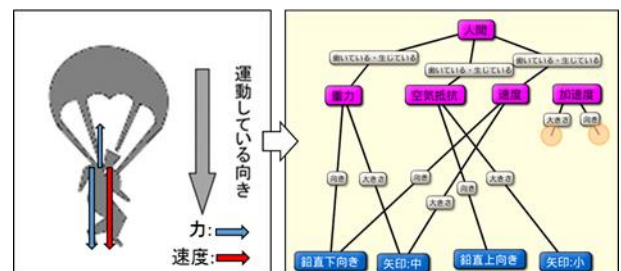 運動している向き
力:
速度:
人間
働いている・生じている
働いている・生じている
働いている・生じている
重力
空気抵抗
速度
加速度
大きさ
向き
向き
大きさ
向き
大きさ
向き
大きさ
鉛直下向き
矢印:中
鉛直上向き
矢印:小